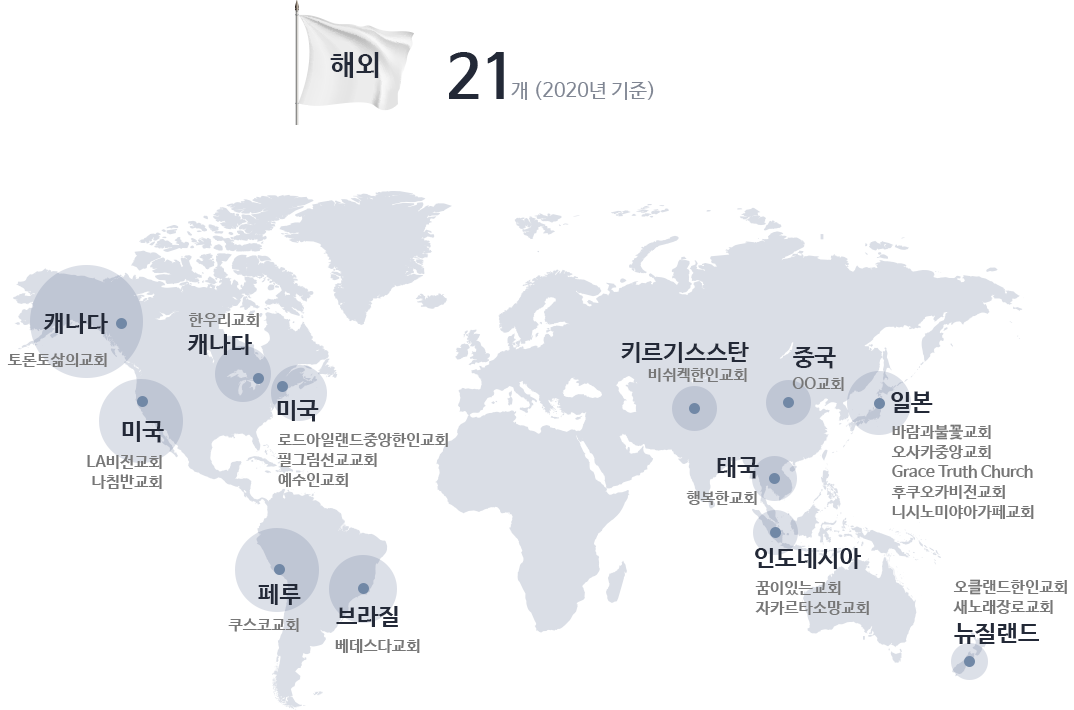 해외
21개 (2020년 기준)
캐나다
토론토삶의교회
한우리교회
캐나다
미국
LA비전교회
나침반교회
미국
로드아일랜드중앙한인교회
필그림선교교회
예수인교회
페루
쿠스코교회
브라질
베데스다교회
키르기스스탄
비쉬켁한인교회
중국
OO교회
일본
바람과불꽃교회
오사카중앙교회
Grace Truth Church
후쿠오카비전교회
니시노미야아가페교회
태국
행복한교회
인도네시아
꿈이있는교회
자카르타소망교회
오클랜드한인교회
새노래장로교회
뉴질랜드